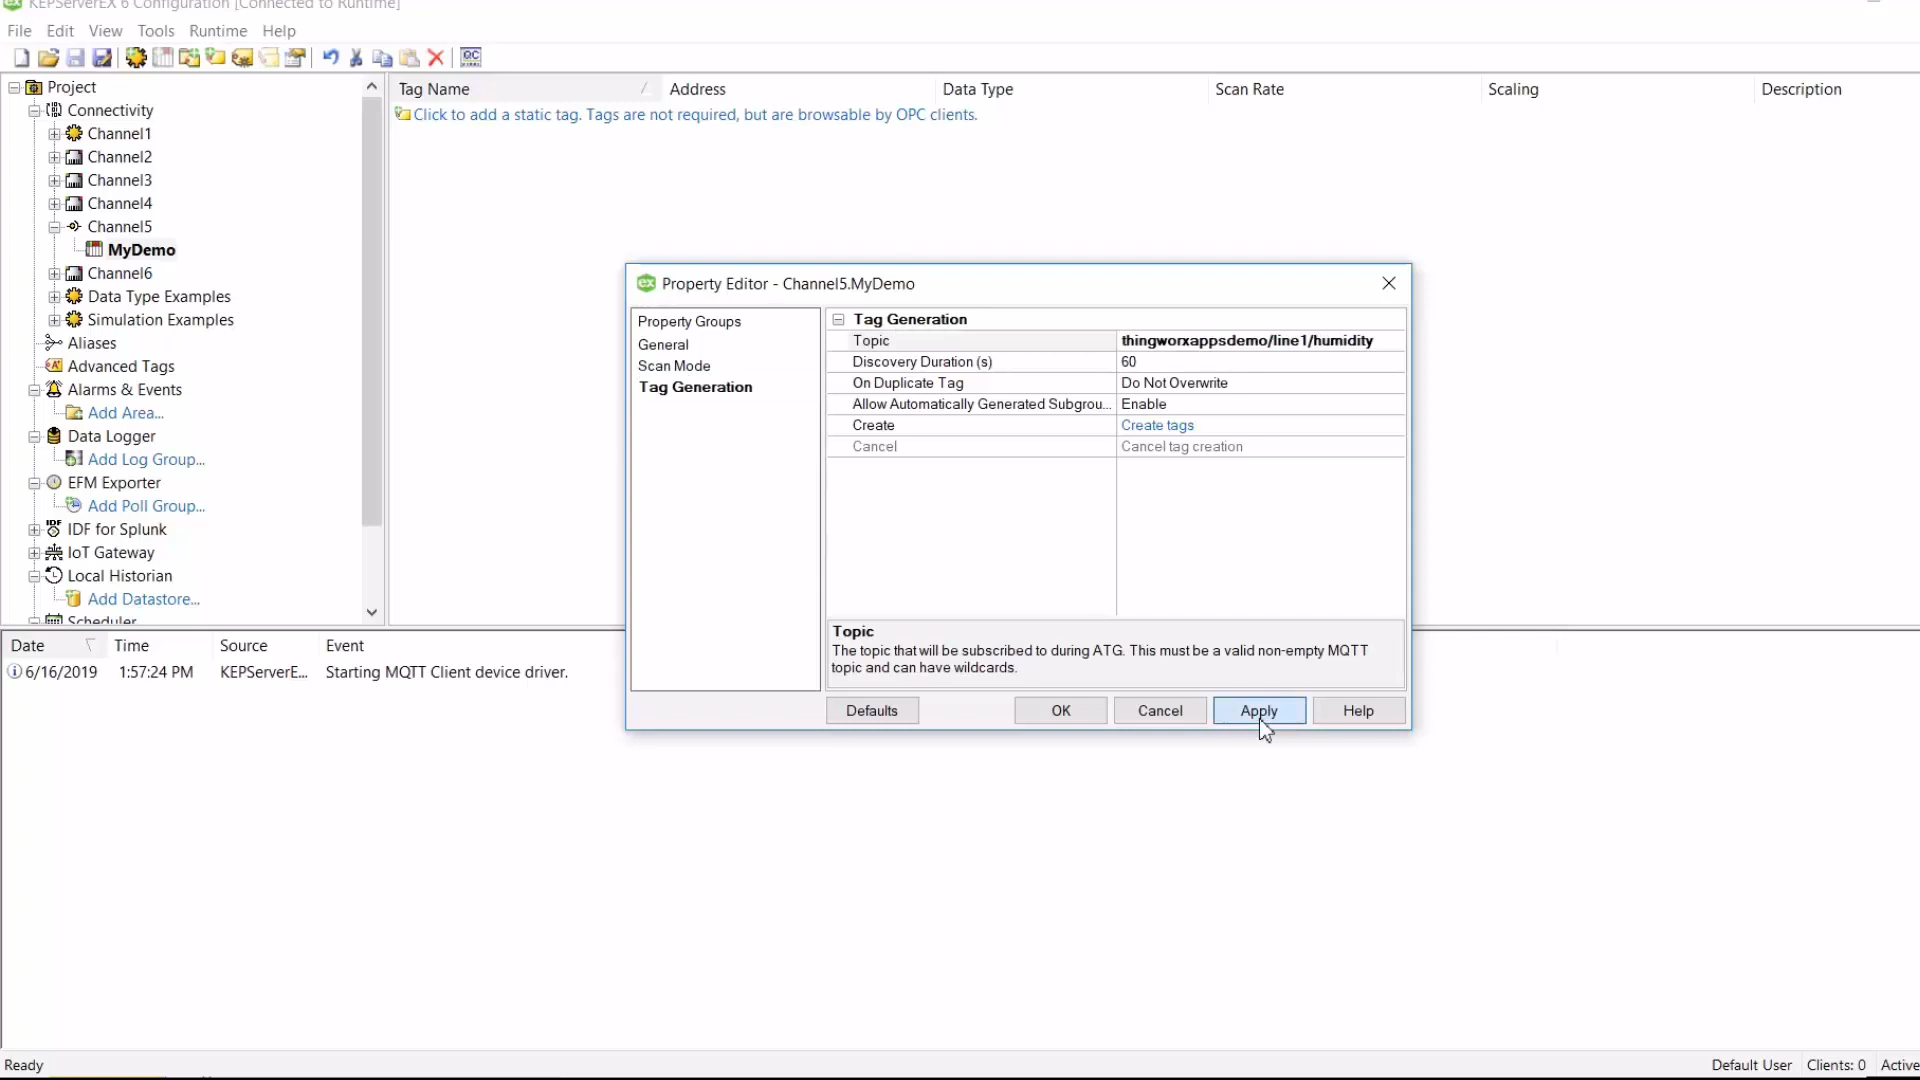 KEPServerEX 6 Configuration [Connected to Runtime]
File Edit View Tools Runtime Help
Project
Connectivity
Channel1
Channel2
Channel3
Channel4
Channel5
MyDemo
Channel6
Data Type Examples
Simulation Examples
Aliases
Advanced Tags
Alarms & Events
Add Area...
Data Logger
Add Log Group...
EFM Exporter
Add Poll Group...
IDF for Splunk
IoT Gateway
Local Historian
Add Datastore...
Scheduler
Tag Name Address Data Type Scan Rate Scaling Description
Click to add a static tag. Tags are not required, but are browsable by OPC clients.
Property Editor - Channel5.MyDemo
Property Groups
General
Scan Mode
Tag Generation
Tag Generation
Topic thingworxappsdemo/line1/humidity
Discovery Duration (s) 60
On Duplicate Tag Do Not Overwrite
Allow Automatically Generated Subgrou... Enable
Create Create tags
Cancel Cancel tag creation
Topic
The topic that will be subscribed to during ATG. This must be a valid non-empty MQTT
topic and can have wildcards.
Defaults OK Cancel Apply Help
Date Time Source Event
6/16/2019 1:57:24 PM KEPServerE... Starting MQTT Client device driver.
Ready Default User Clients: 0 Active